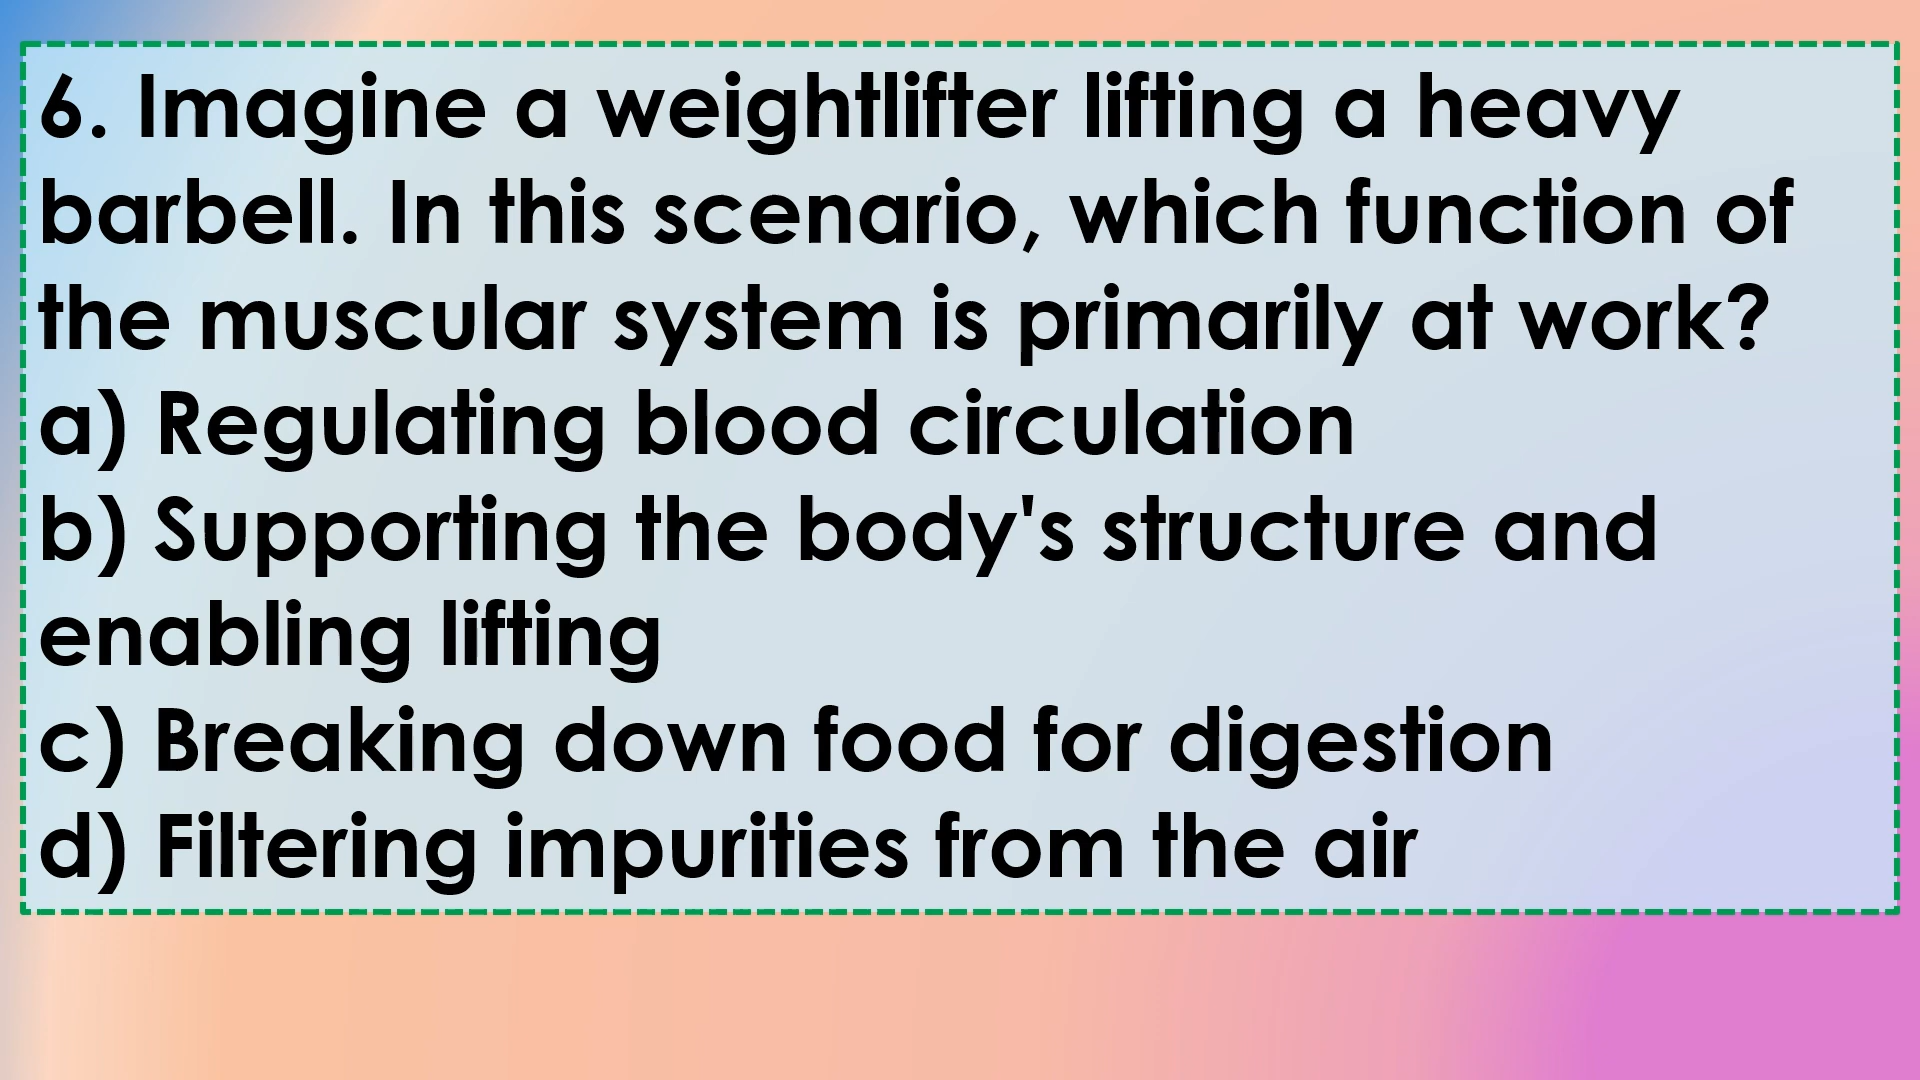 6. Imagine a weightlifter lifting a heavy
barbell. In this scenario, which function of
the muscular system is primarily at work?
a) Regulating blood circulation
b) Supporting the body's structure and
enabling lifting
c) Breaking down food for digestion
d) Filtering impurities from the air